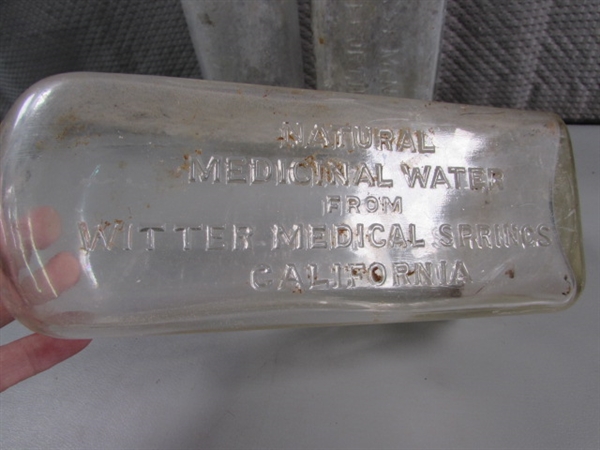 NATURAL
MEDICINAL WATER
FROM
WITTER MEDICAL SPRINGS
CALIFORNIA